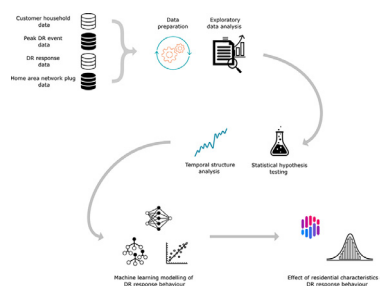 Customer household
data
Peak DR event
data
DR response
data
Home area network plug
data
Data
preparation
Exploratory
data analysis
Temporal structure
analysis
Statistical hypothesis
testing
Machine learning modelling of
DR response behaviour
Effect of residential characteristics
DR response behaviour